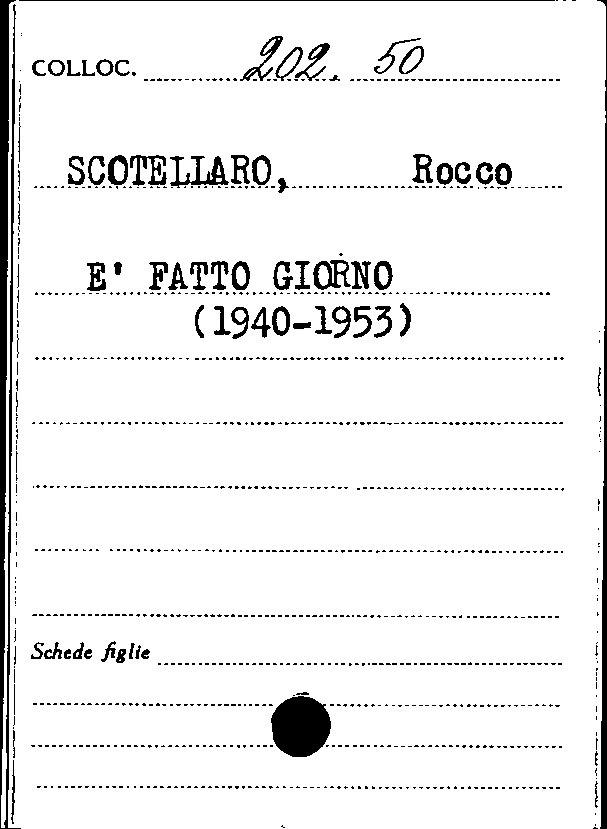 COLLOC. 202. 50
SCOTELLARO, Rocco
E' FATTO GIORNO
(1940-1953)
Schede figlie